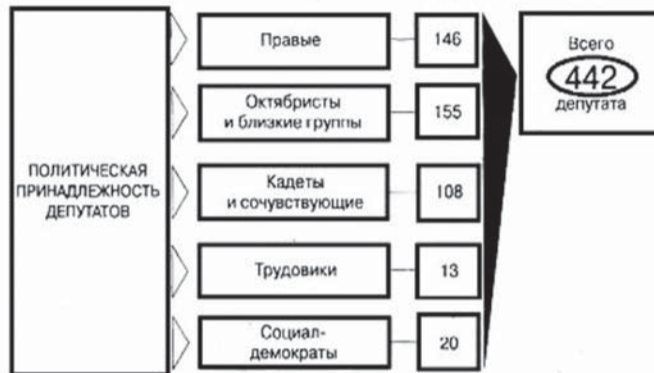 ПОЛИТИЧЕСКАЯ
ПРИНАДЛЕЖНОСТЬ
ДЕПУТАТОВ
Правые
146
Октябристы
и близкие группы
155
Кадеты
и сочувствующие
108
Трудовики
13
Социал-
демократы
20
Всего
442
депутата